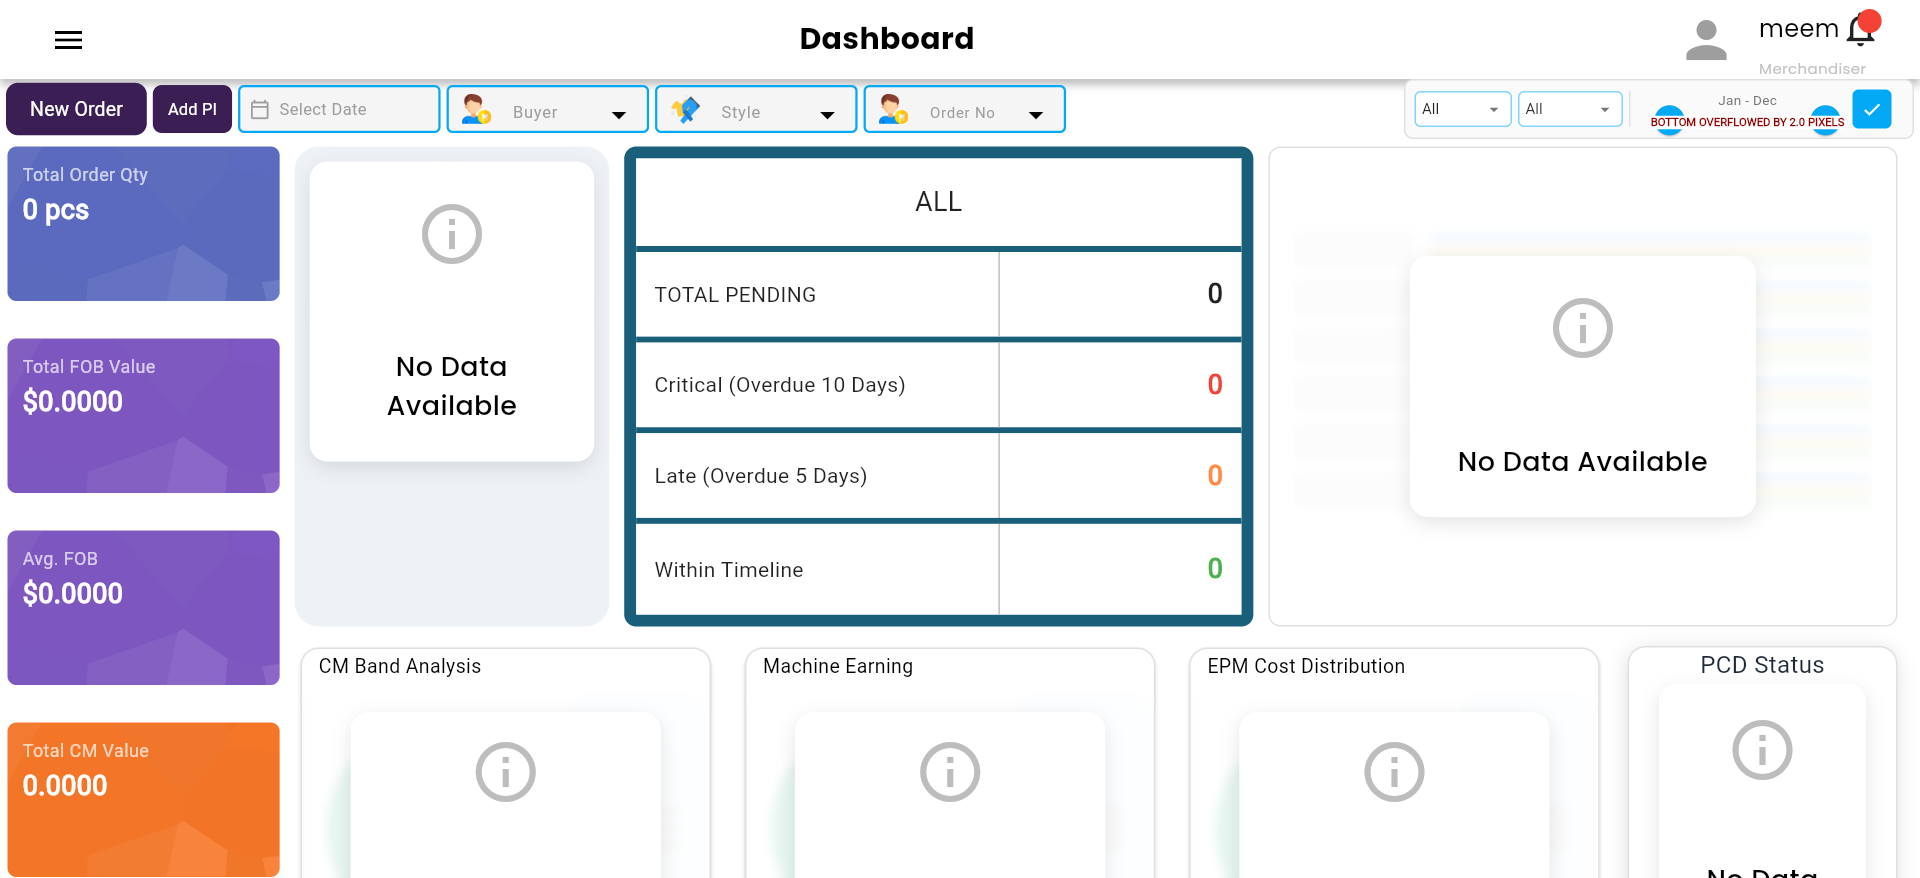 Dashboard
meem
Merchandiser
New Order
Add PI
Select Date
Buyer
Style
Order No
All
All
Jan - Dec
BOTTOM OVERFLOWED BY 2.0 PIXELS
Total Order Qty
0 pcs
Total FOB Value
$0.0000
Avg. FOB
$0.0000
Total CM Value
0.0000
No Data
Available
ALL
TOTAL PENDING
0
Critical (Overdue 10 Days)
0
Late (Overdue 5 Days)
0
Within Timeline
0
No Data Available
CM Band Analysis
Machine Earning
EPM Cost Distribution
PCD Status
No Data